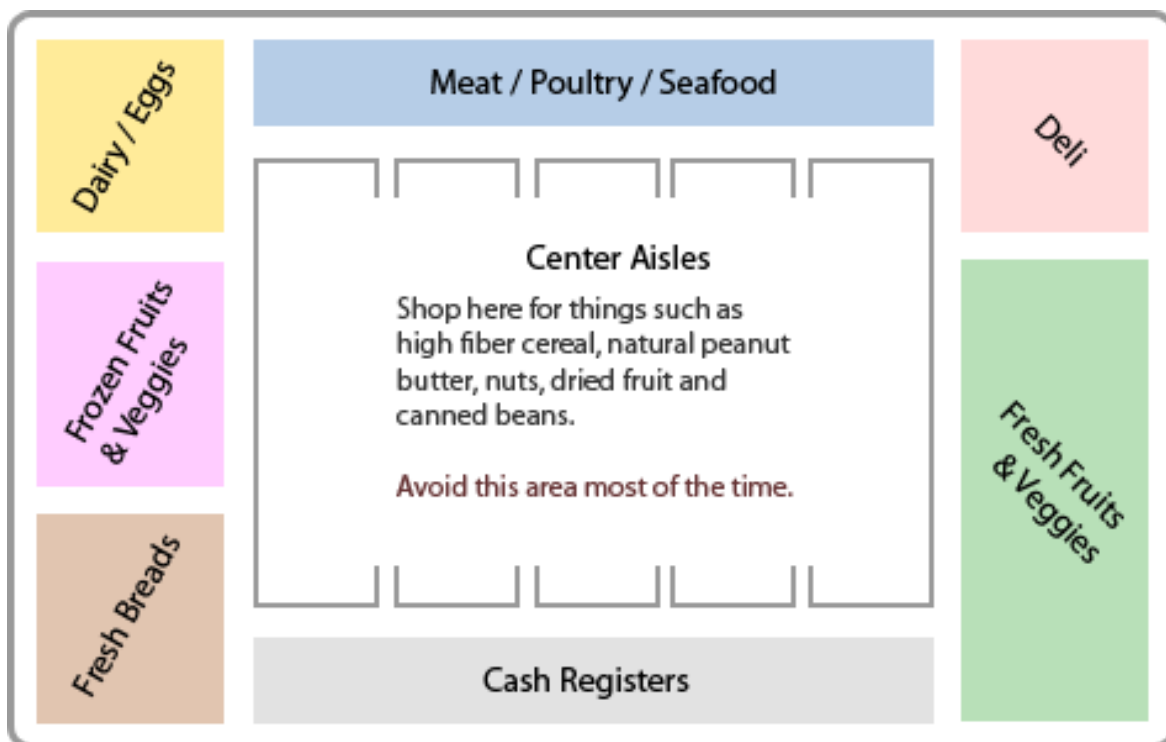 Dairy / Eggs
Meat / Poultry / Seafood
Deli
Center Aisles
Shop here for things such as
high fiber cereal, natural peanut
butter, nuts, dried fruit and
canned beans.
Avoid this area most of the time.
Frozen Fruits
& Veggies
Fresh Fruits
& Veggies
Fresh Breads
Cash Registers